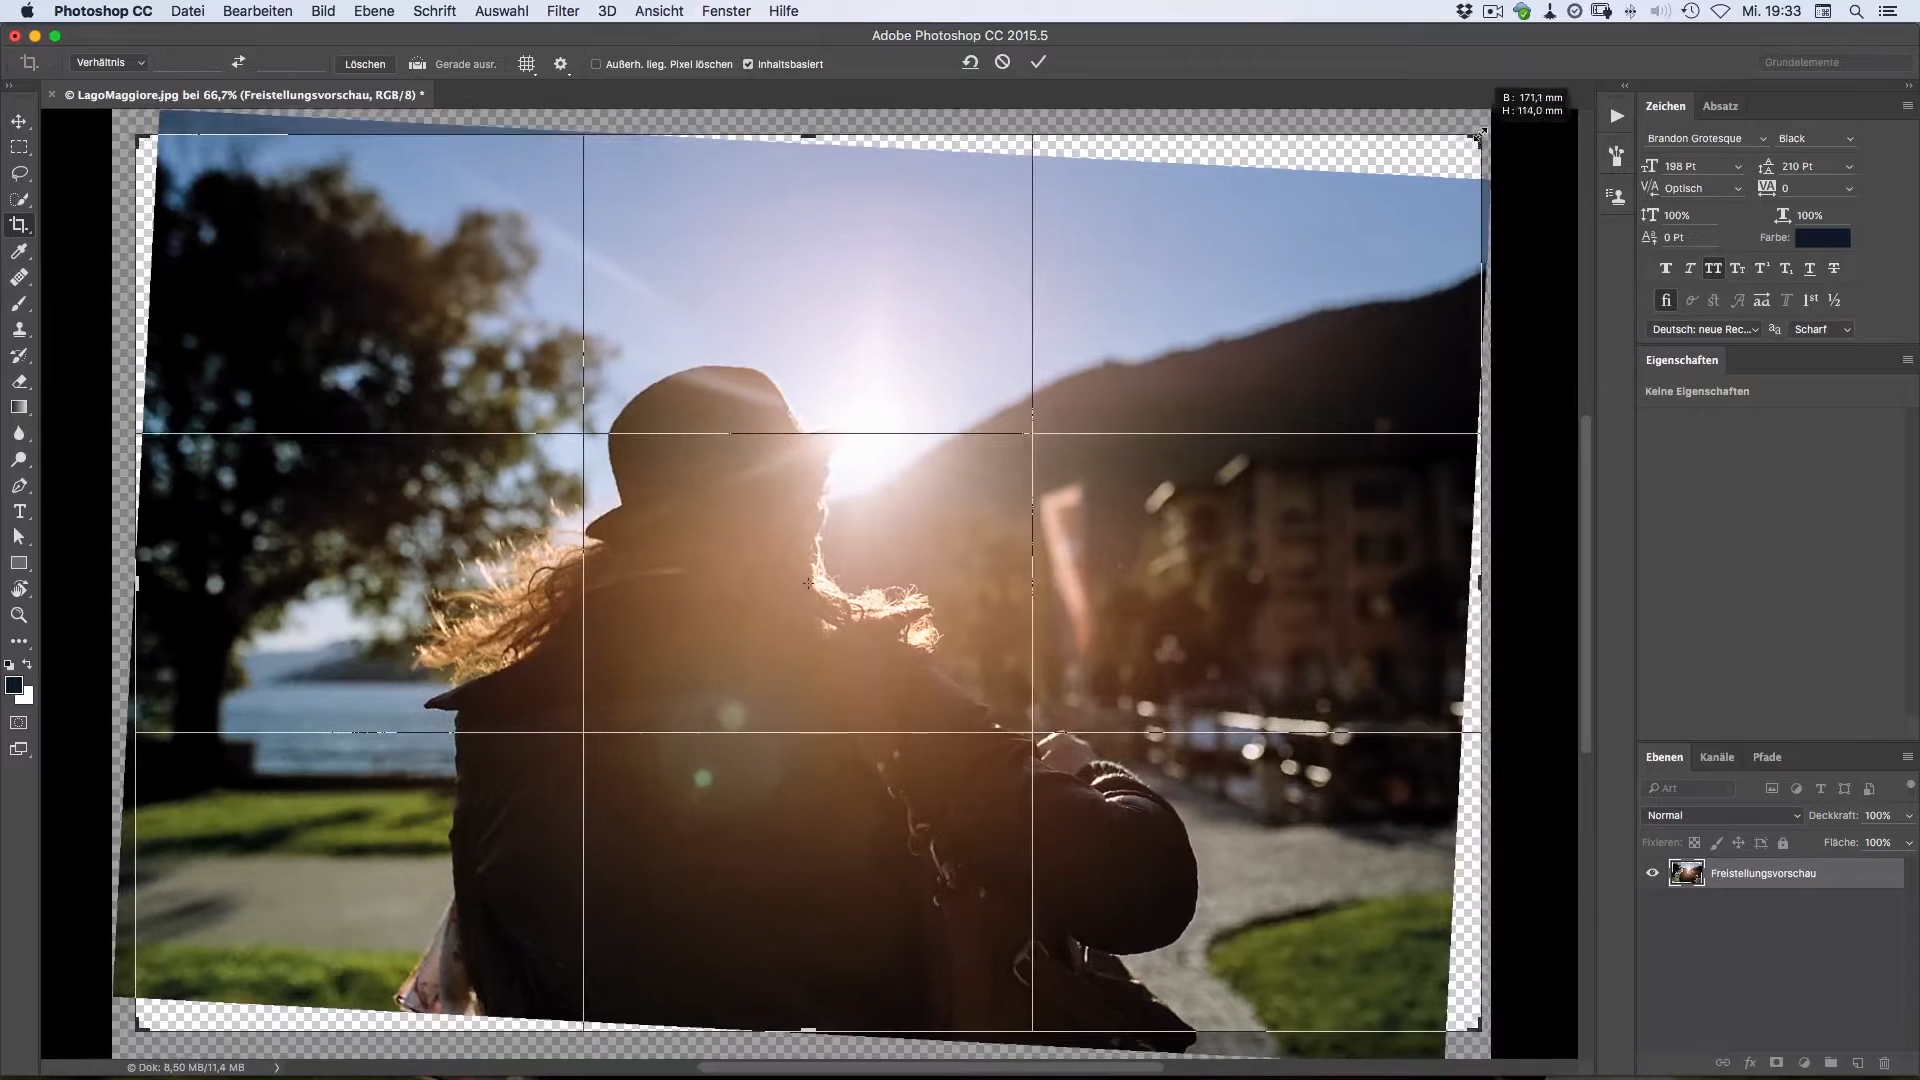 Photoshop CC Datei Bearbeiten Bild Ebene Schrift Auswahl Filter 3D Ansicht Fenster Hilfe Mi. 19:33
Adobe Photoshop CC 2015.5
Verhältnis Löschen Gerade ausr. Außerh. lieg. Pixel löschen Inhaltsbasiert Grundelemente
© LagoMaggiore.jpg bei 66,7% (Freistellungsvorschau, RGB/8) *
B: 171,1 mm
H: 114,0 mm
Zeichen Absatz
Brandon Grotesque Black
198 Pt 210 Pt
Optisch 0
100% 100%
0 Pt Farbe:
Deutsch: neue Rec... Scharf
Eigenschaften
Keine Eigenschaften
Ebenen Kanäle Pfade
Art
Normal Deckkraft: 100%
Fixieren: Fläche: 100%
Freistellungsvorschau
© Dok: 8,50 MB/11,4 MB